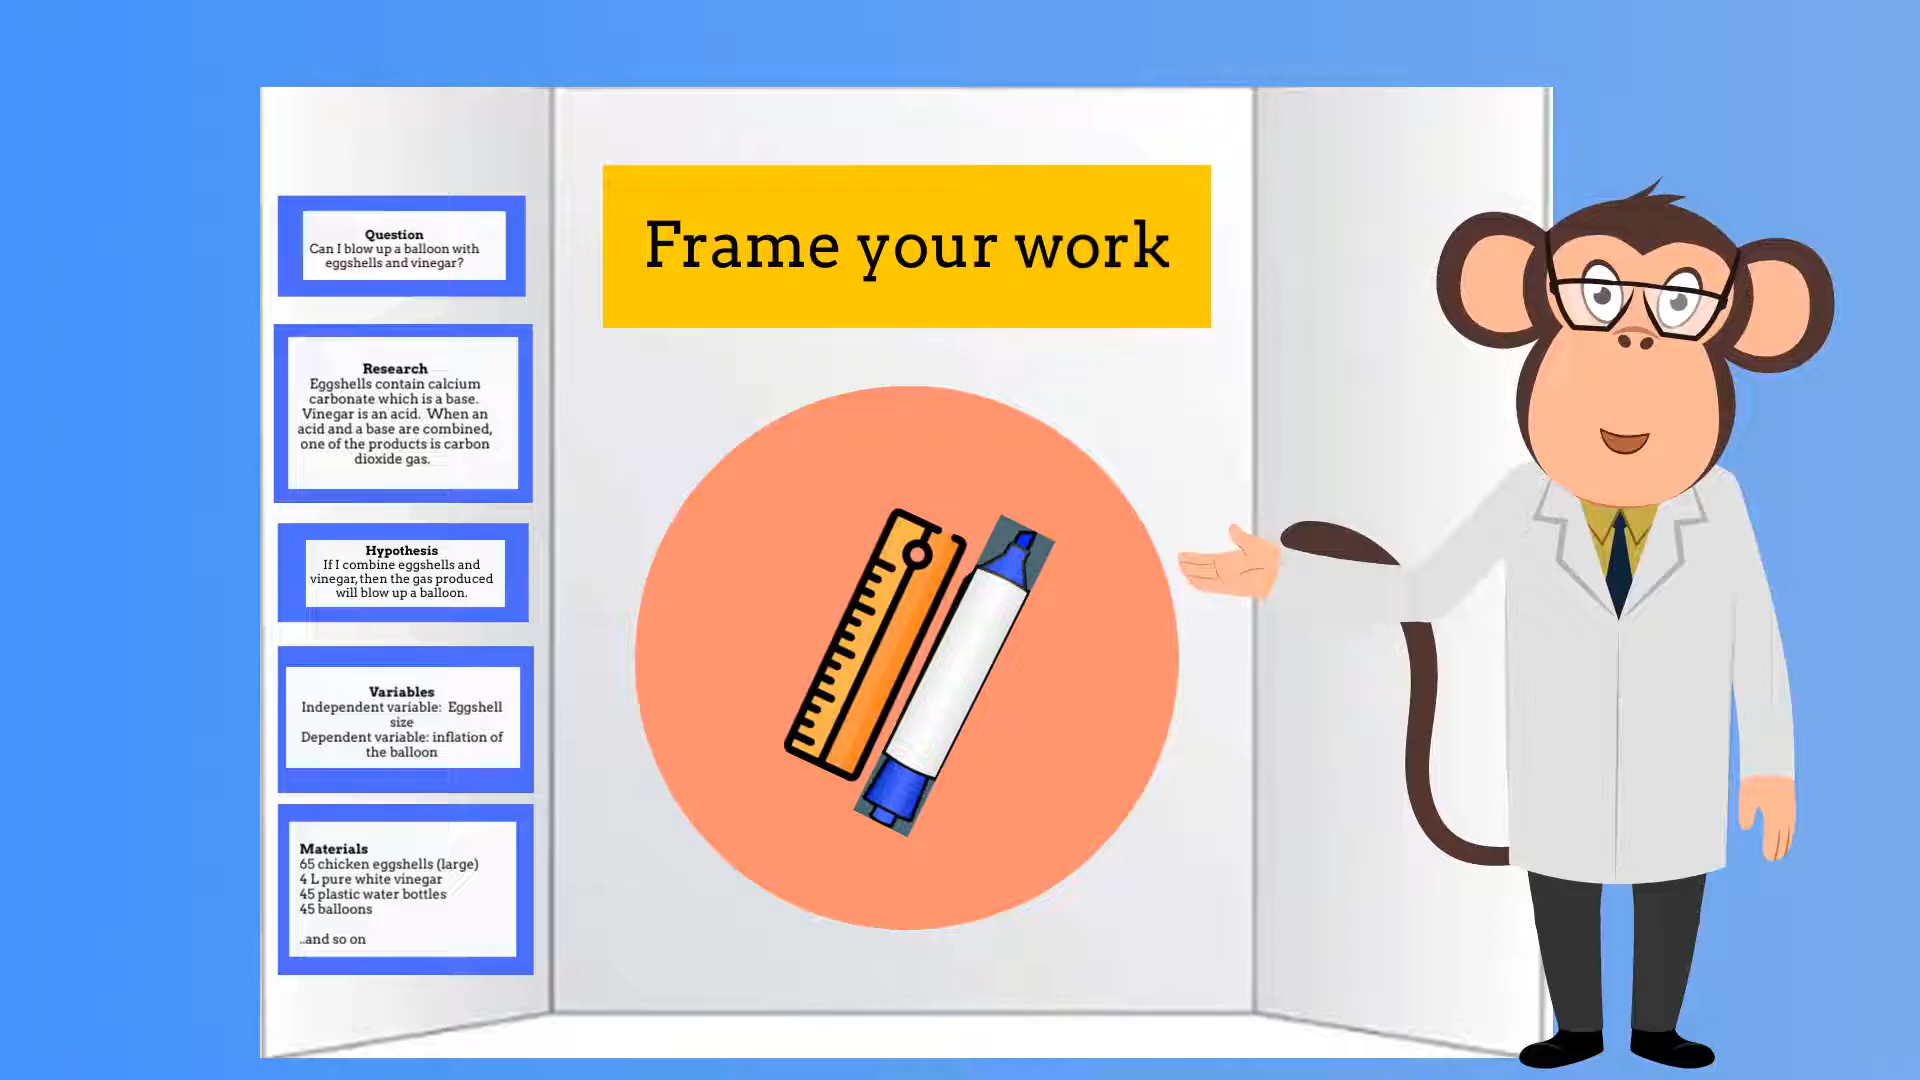 Frame your work
Question
Can I blow up a balloon with
eggshells and vinegar?
Research
Eggshells contain calcium
carbonate which is a base.
Vinegar is an acid.  When an
acid and a base are combined,
one of the products is carbon
dioxide gas.
Hypothesis
If I combine eggshells and
vinegar, then the gas produced
will blow up a balloon.
Variables
Independent variable:  Eggshell
size
Dependent variable: inflation of
the balloon
Materials
65 chicken eggshells (large)
4 L pure white vinegar
45 plastic water bottles
45 balloons
..and so on